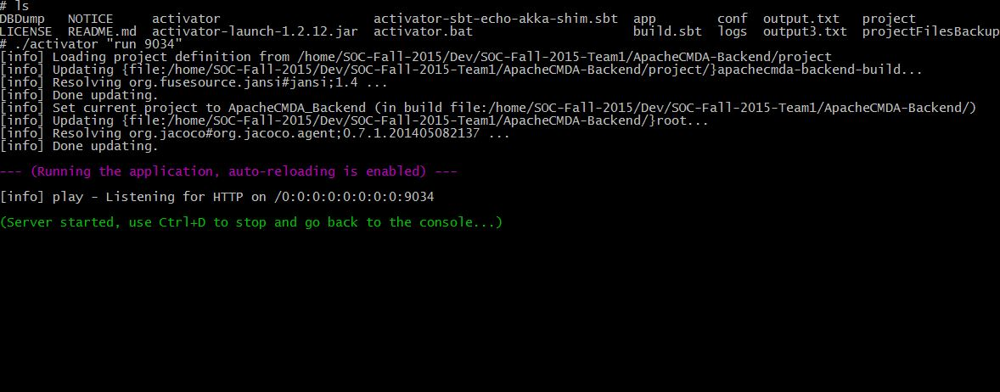 # ls
DBDump   NOTICE     activator                      activator-sbt-echo-akka-shim.sbt  app        conf  output.txt   project
LICENSE  README.md  activator-launch-1.2.12.jar  activator.bat                     build.sbt  logs  output3.txt  projectFilesBackup
# ./activator "run 9034"
[info] Loading project definition from /home/SOC-Fall-2015/Dev/SOC-Fall-2015-Team1/ApacheCMDA-Backend/project
[info] Updating {file:/home/SOC-Fall-2015/Dev/SOC-Fall-2015-Team1/ApacheCMDA-Backend/project/}apachecmda-backend-build...
[info] Resolving org.fusesource.jansi#jansi;1.4 ...
[info] Done updating.
[info] Set current project to ApacheCMDA_Backend (in build file:/home/SOC-Fall-2015/Dev/SOC-Fall-2015-Team1/ApacheCMDA-Backend/)
[info] Updating {file:/home/SOC-Fall-2015/Dev/SOC-Fall-2015-Team1/ApacheCMDA-Backend/}root...
[info] Resolving org.jacoco#org.jacoco.agent;0.7.1.201405082137 ...
[info] Done updating.
--- (Running the application, auto-reloading is enabled) ---
[info] play - Listening for HTTP on /0:0:0:0:0:0:0:0:9034
(Server started, use Ctrl+D to stop and go back to the console...)